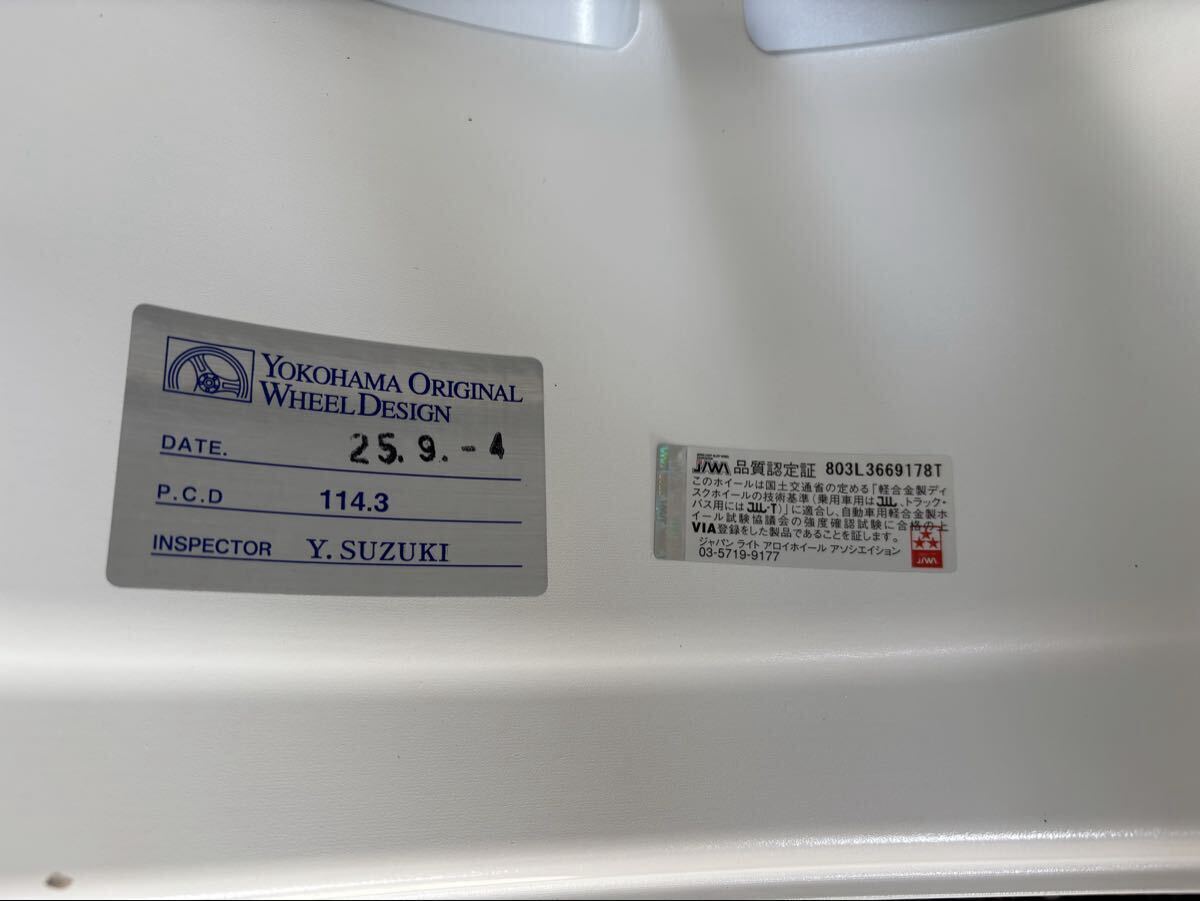 YOKOHAMA ORIGINAL
WHEEL DESIGN
DATE. 25.9.-4
P.C.D 114.3
INSPECTOR Y. SUZUKI
JAWA 品質認定証 803L3669178T
このホイールは国土交通省の定める「軽合金製ディ
スクホイールの技術基準（乗用車用はJWL、トラック・
バス用にはJWL-T）」に適合し、自動車用軽合金製ホ
イール試験協議会の強度確認試験に合格の上
VIA登録をした製品であることを証します。
ジャパン ライト アロイホイール アソシエイション
03-5719-9177
JAWA